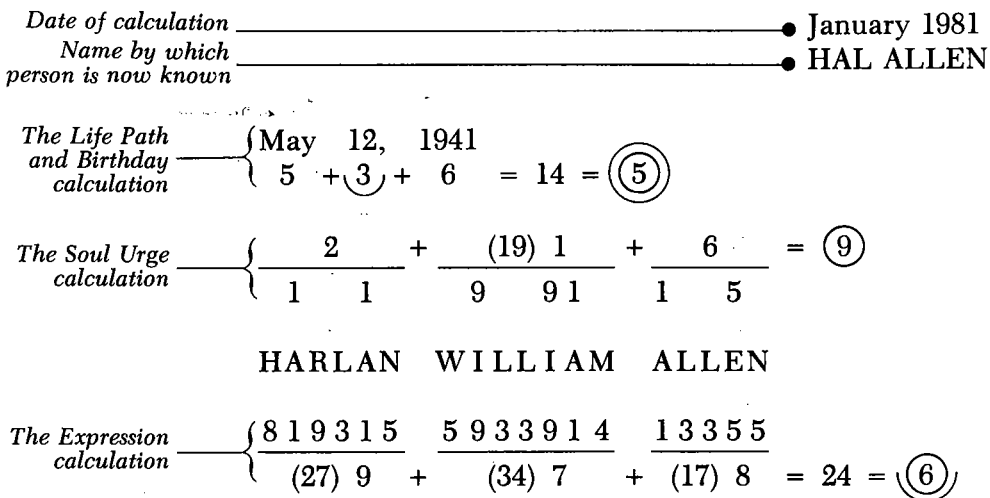 Date of calculation January 1981
Name by which
person is now known HAL ALLEN
The Life Path
and Birthday
calculation
May 12, 1941
5 + 3 + 6 = 14 = 5
The Soul Urge
calculation
2 + (19) 1 + 6 = 9
1 1 9 9 1 1 5
HARLAN WILLIAM ALLEN
The Expression
calculation
8 1 9 3 1 5 5 9 3 3 9 1 4 1 3 3 5 5
(27) 9 + (34) 7 + (17) 8 = 24 = 6